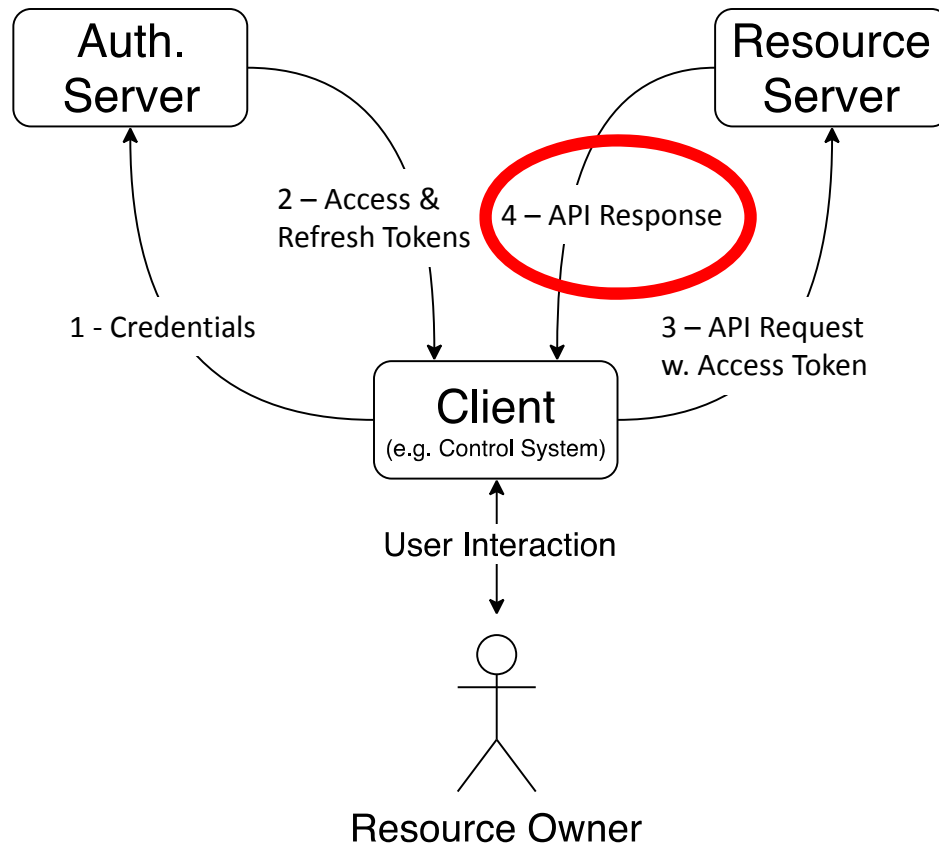 Auth.
Server
Resource
Server
2 – Access &
Refresh Tokens
4 – API Response
1 - Credentials
3 – API Request
w. Access Token
Client
(e.g. Control System)
User Interaction
Resource Owner